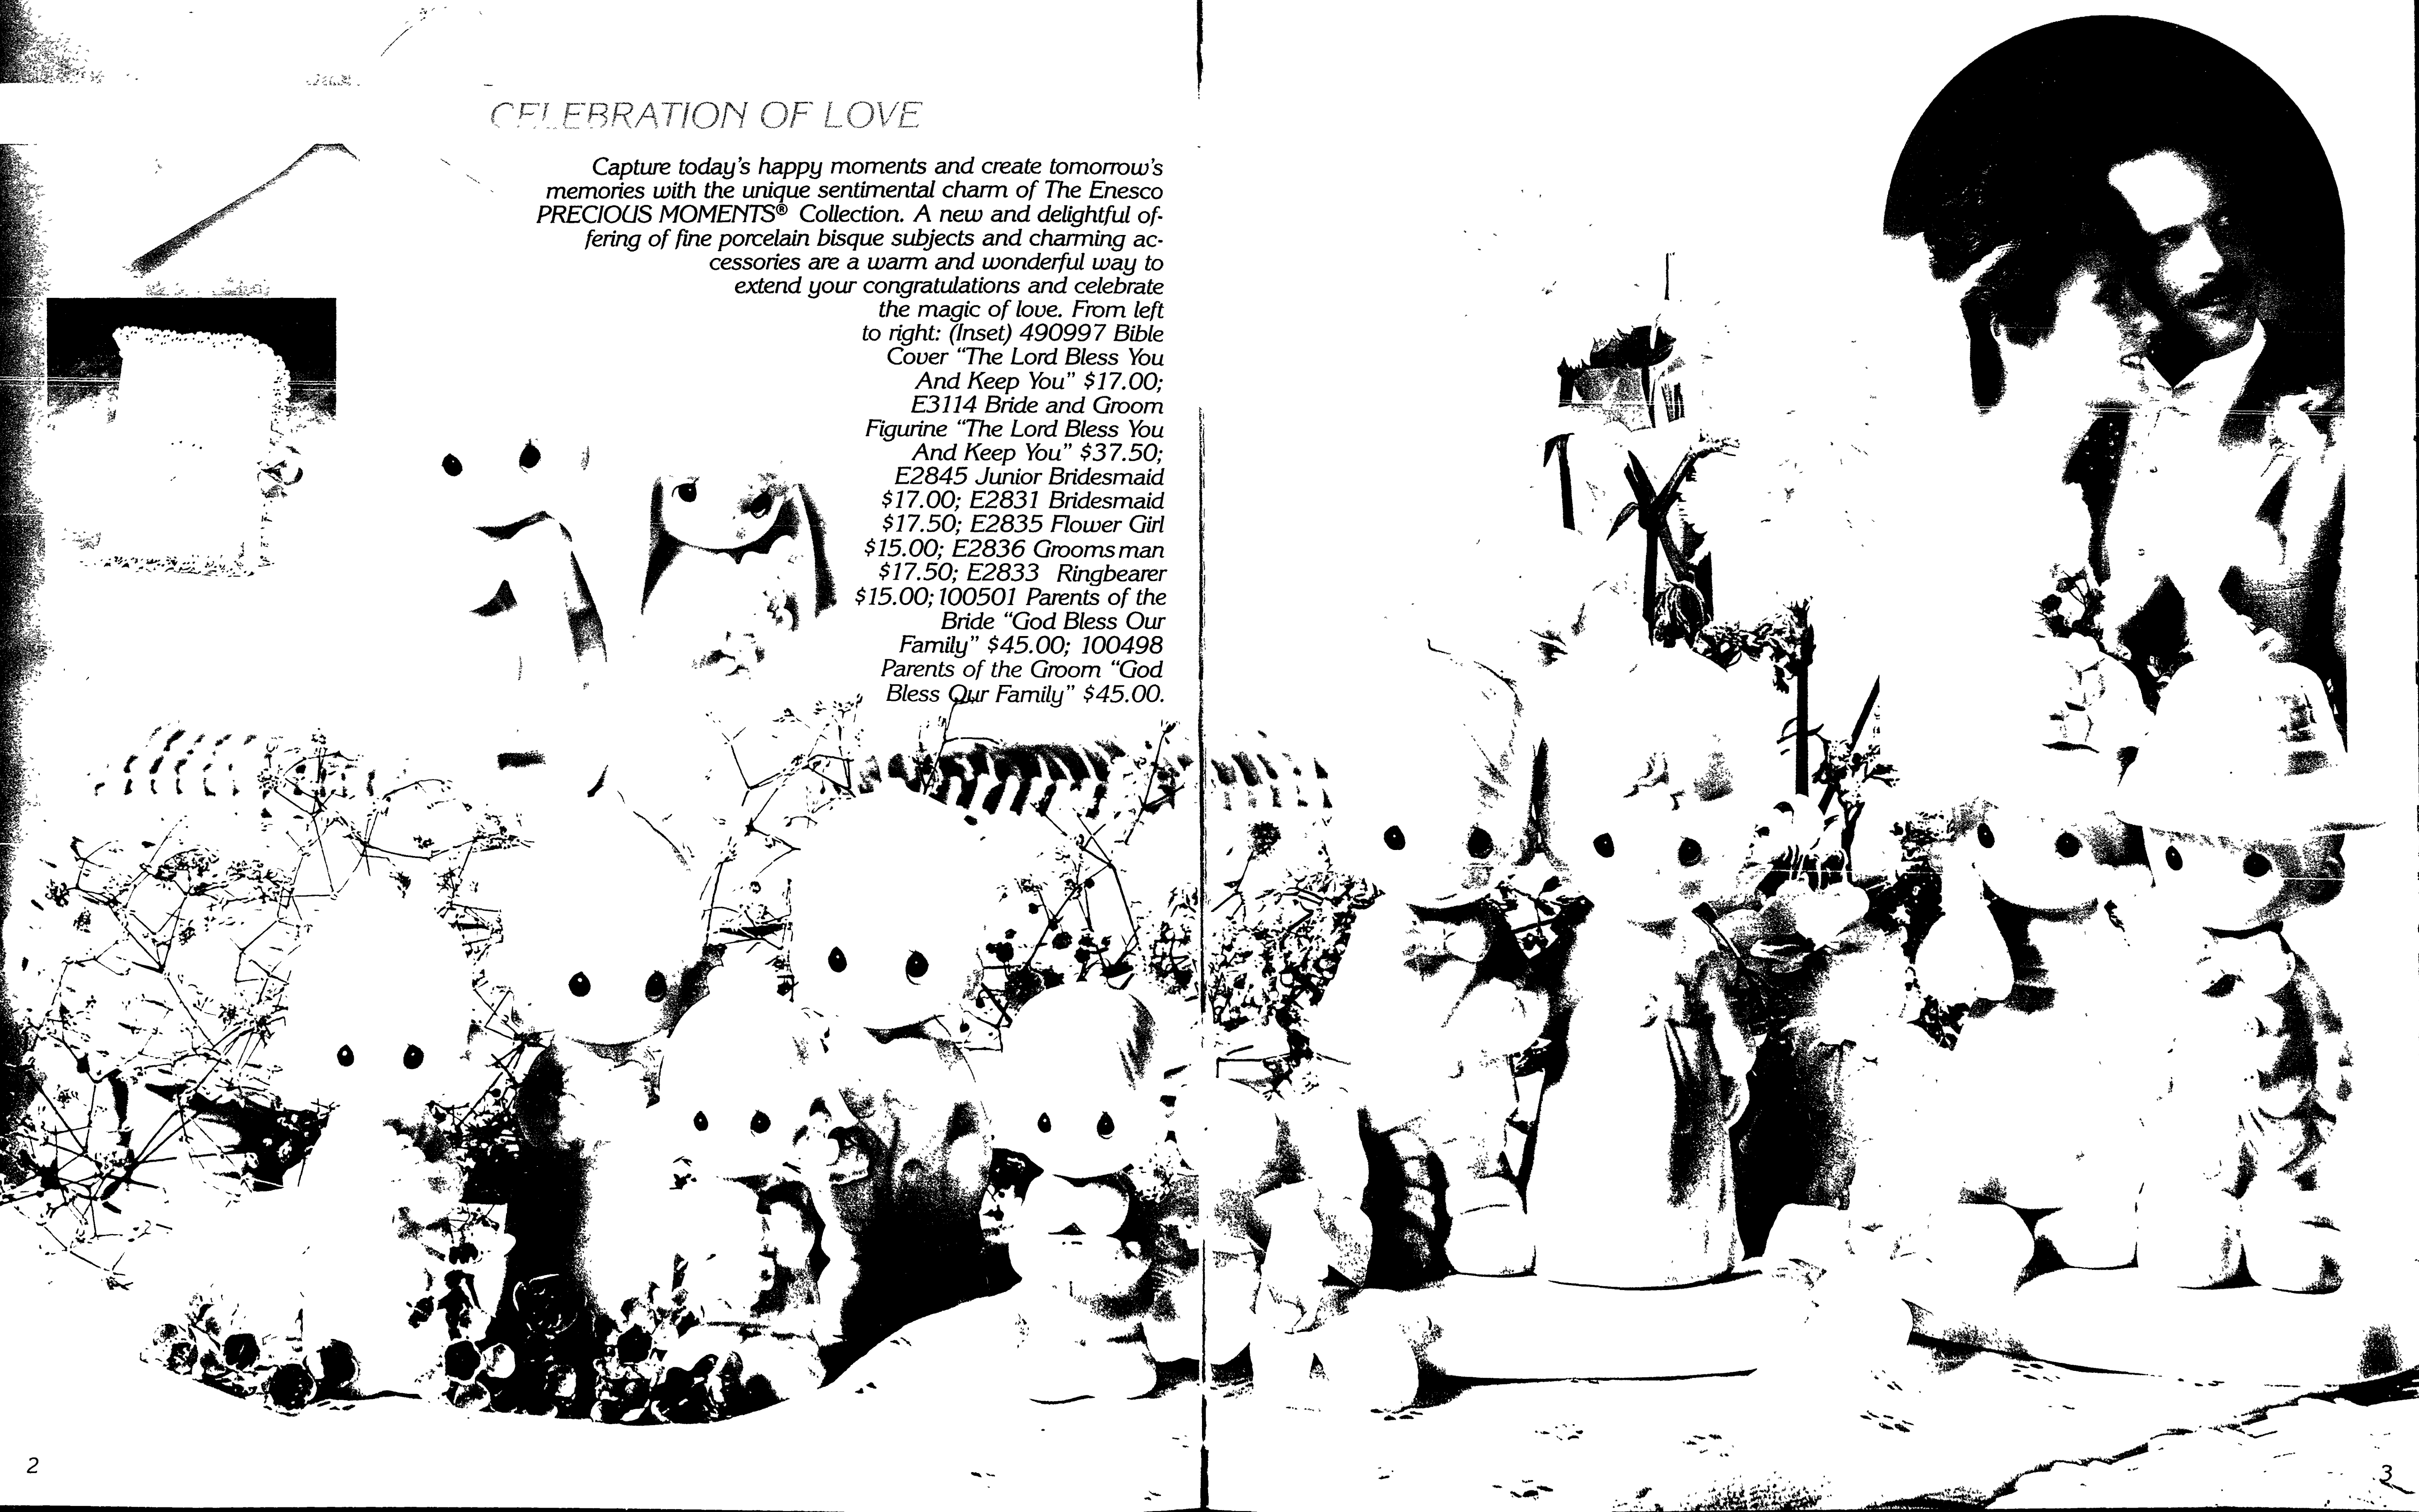 CELEBRATION OF LOVE
Capture today's happy moments and create tomorrow's
memories with the unique sentimental charm of The Enesco
PRECIOUS MOMENTS® Collection. A new and delightful of-
fering of fine porcelain bisque subjects and charming ac-
cessories are a warm and wonderful way to
extend your congratulations and celebrate
the magic of love. From left
to right: (Inset) 490997 Bible
Cover "The Lord Bless You
And Keep You" $17.00;
E3114 Bride and Groom
Figurine "The Lord Bless You
And Keep You" $37.50;
E2845 Junior Bridesmaid
$17.00; E2831 Bridesmaid
$17.50; E2835 Flower Girl
$15.00; E2836 Groomsman
$17.50; E2833 Ringbearer
$15.00; 100501 Parents of the
Bride "God Bless Our
Family" $45.00; 100498
Parents of the Groom "God
Bless Our Family" $45.00.
2
3